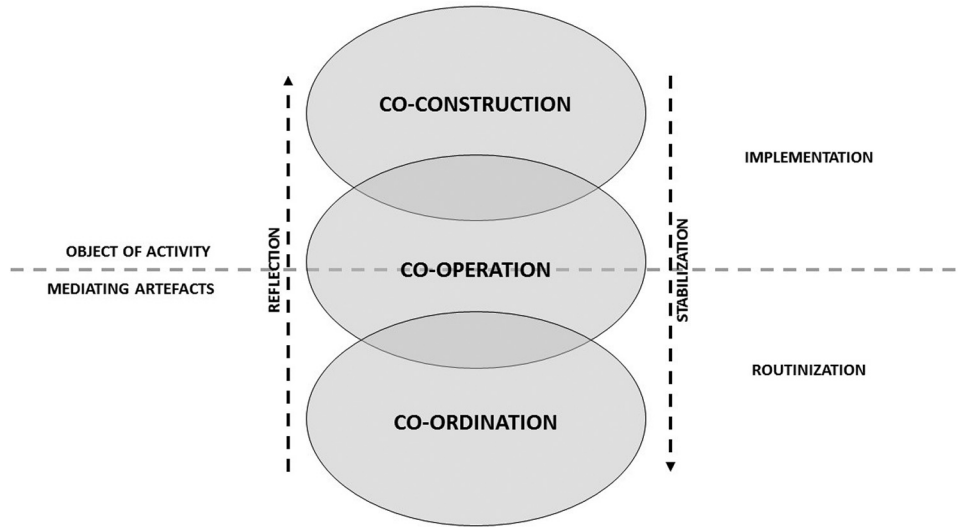 CO-CONSTRUCTION
IMPLEMENTATION
OBJECT OF ACTIVITY
REFLECTION
CO-OPERATION
STABILIZATION
MEDIATING ARTEFACTS
ROUTINIZATION
CO-ORDINATION